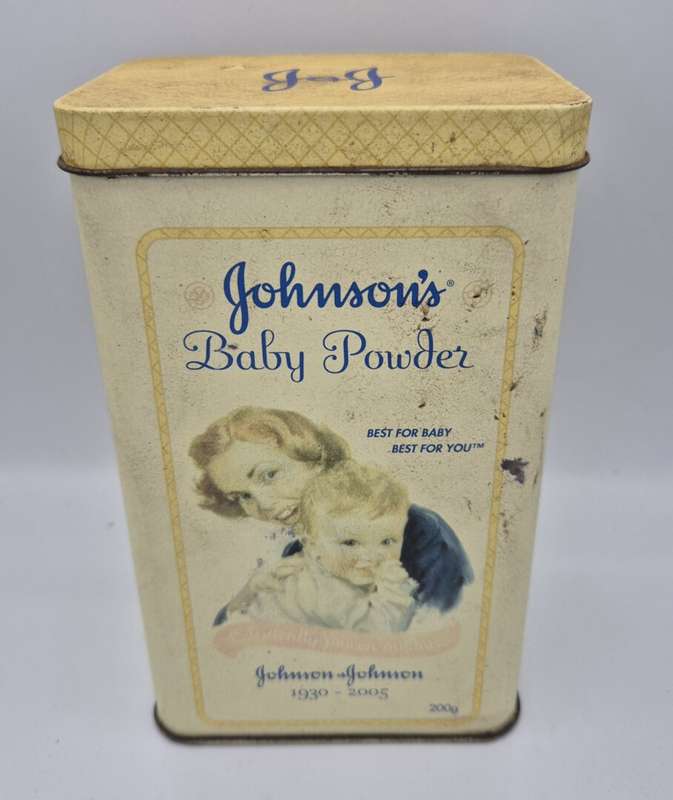 J & J
Johnson's®
Baby Powder
BEST FOR BABY
BEST FOR YOU™
Johnson & Johnson
1930 - 2005
200g